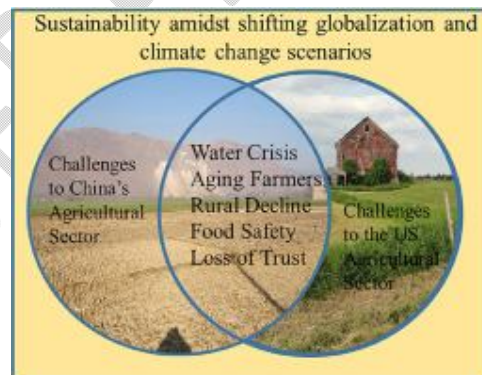 Sustainability amidst shifting globalization and
climate change scenarios
Challenges
to China's
Agricultural
Sector
Water Crisis
Aging Farmers
Rural Decline
Food Safety
Loss of Trust
Challenges
to the US
Agricultural
Sector